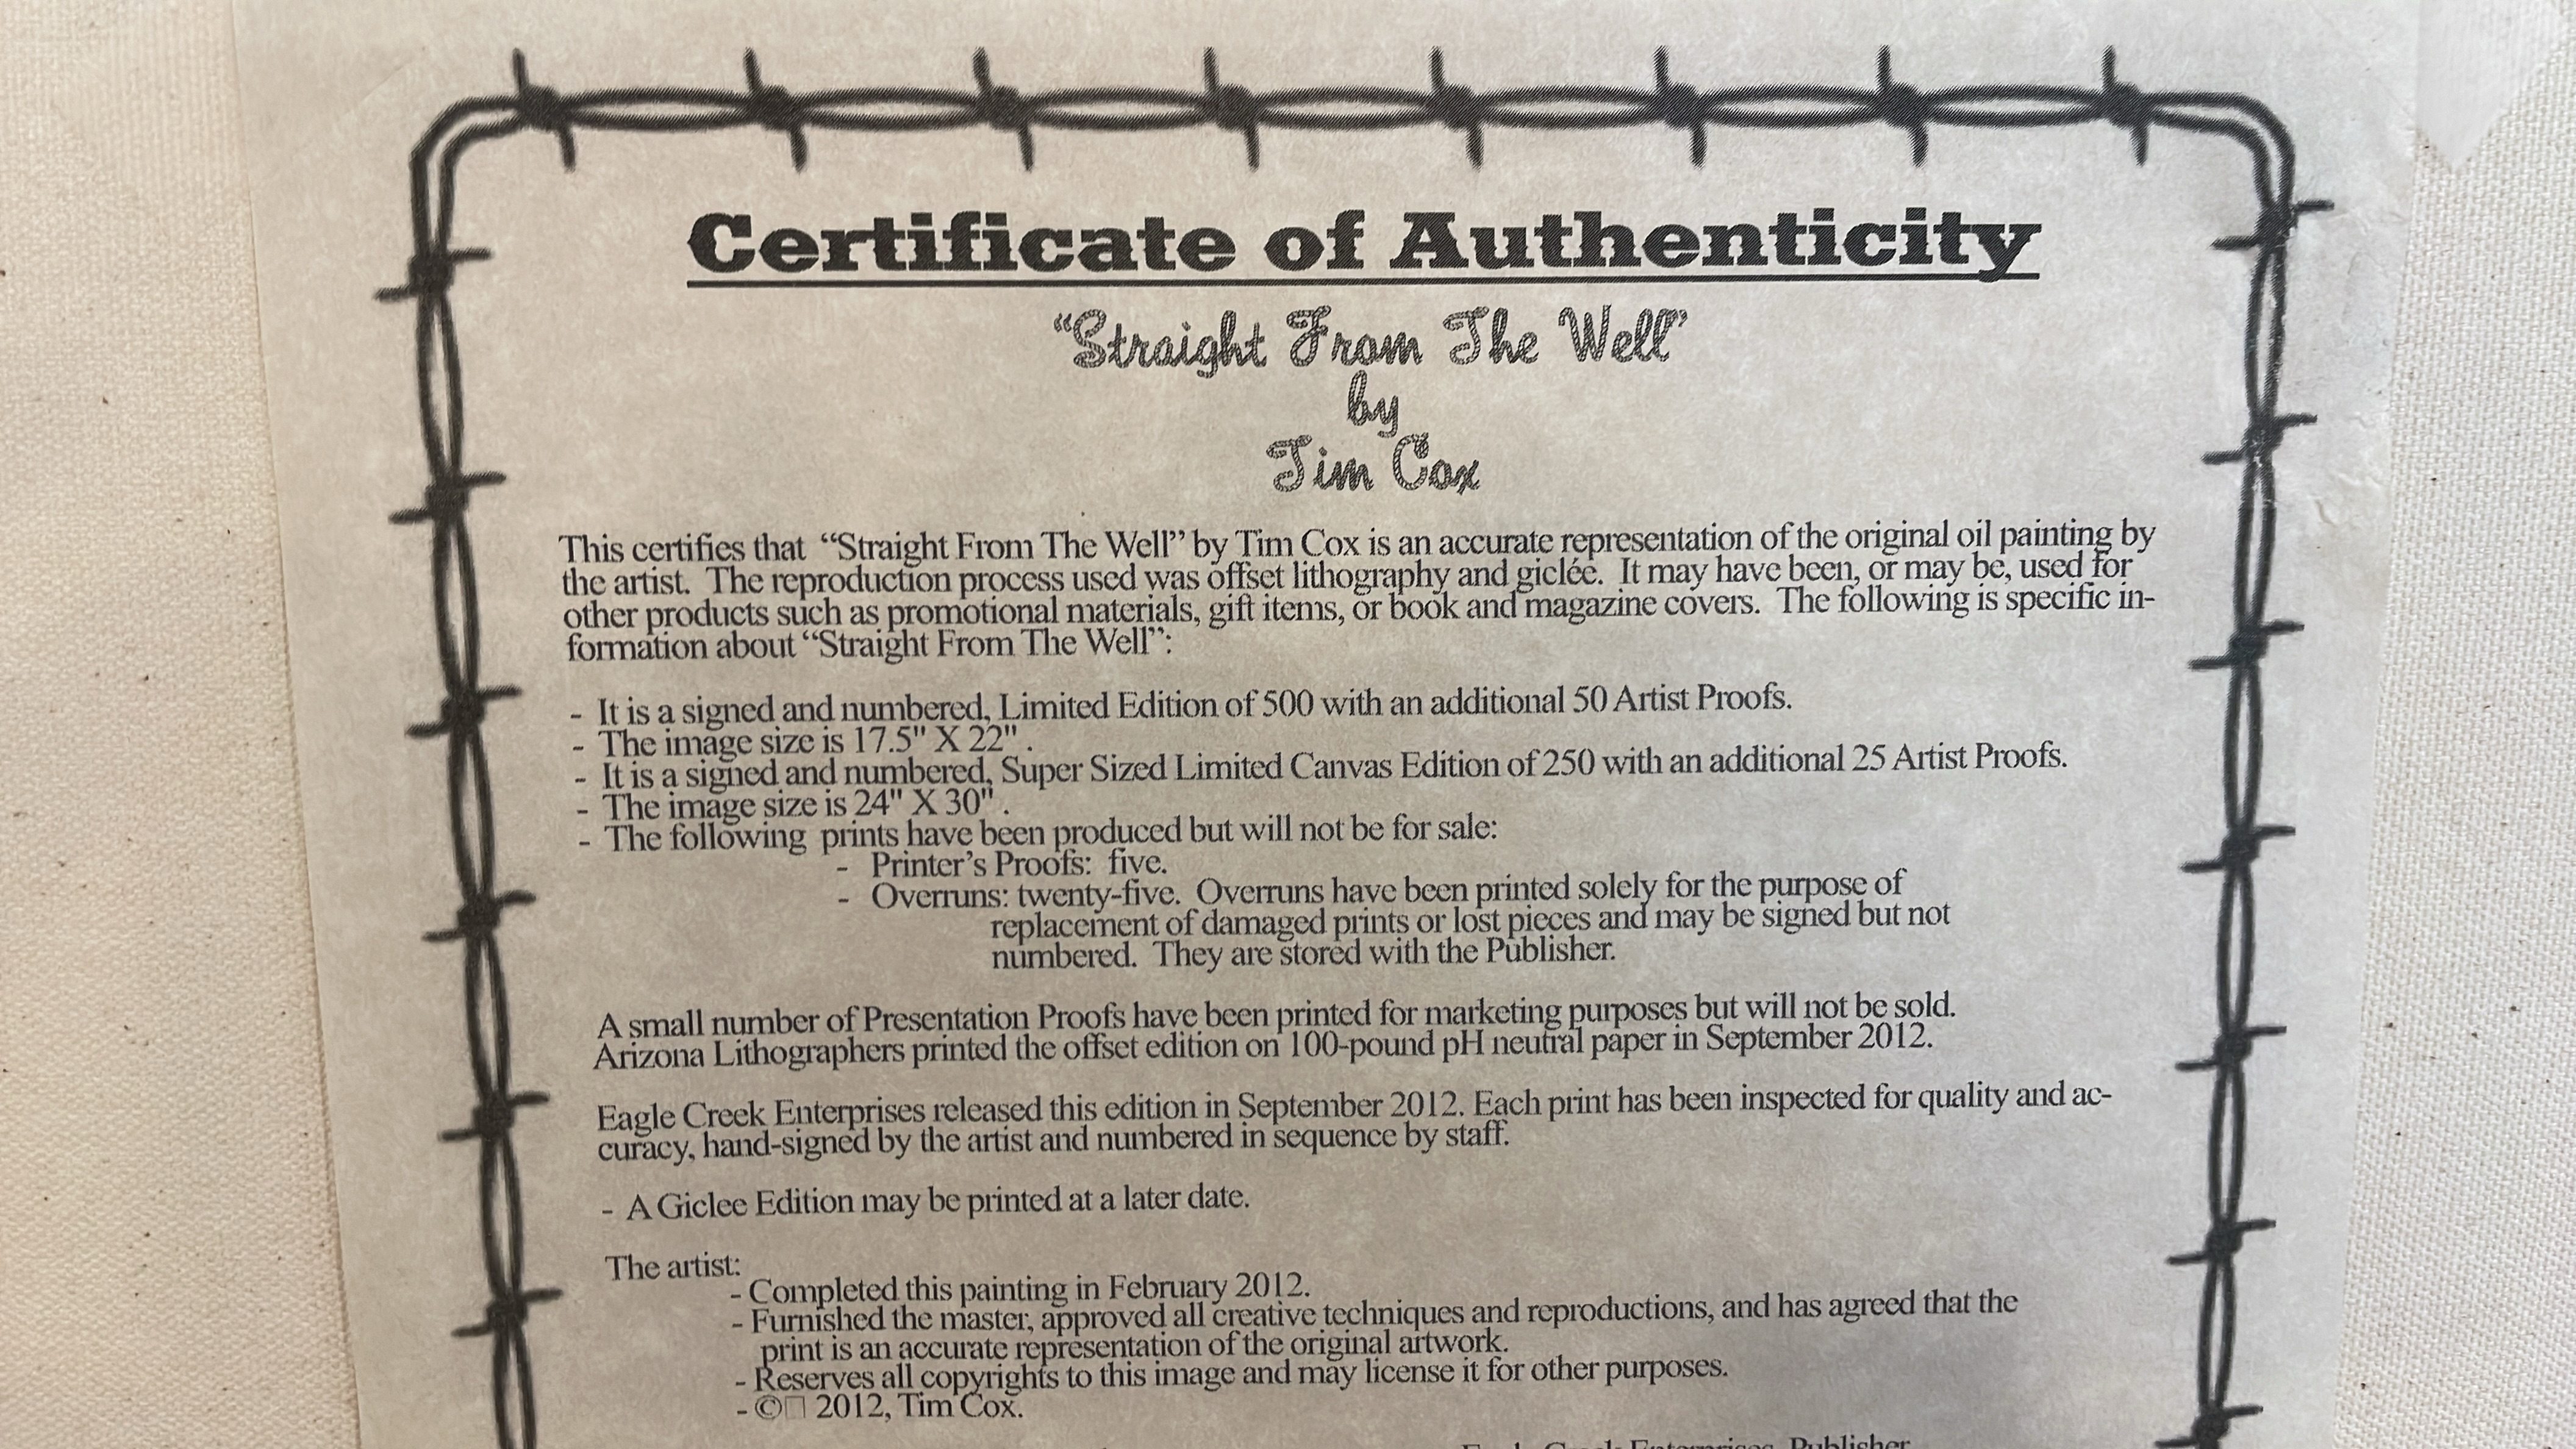 Certificate of Authenticity
“Straight From The Well”
by
Tim Cox
This certifies that “Straight From The Well” by Tim Cox is an accurate representation of the original oil painting by
the artist. The reproduction process used was offset lithography and giclée. It may have been, or may be, used for
other products such as promotional materials, gift items, or book and magazine covers. The following is specific in-
formation about “Straight From The Well”:
- It is a signed and numbered, Limited Edition of 500 with an additional 50 Artist Proofs.
- The image size is 17.5" X 22" .
- It is a signed and numbered, Super Sized Limited Canvas Edition of 250 with an additional 25 Artist Proofs.
- The image size is 24" X 30" .
- The following prints have been produced but will not be for sale:
- Printer’s Proofs: five.
- Overruns: twenty-five. Overruns have been printed solely for the purpose of
replacement of damaged prints or lost pieces and may be signed but not
numbered. They are stored with the Publisher.
A small number of Presentation Proofs have been printed for marketing purposes but will not be sold.
Arizona Lithographers printed the offset edition on 100-pound pH neutral paper in September 2012.
Eagle Creek Enterprises released this edition in September 2012. Each print has been inspected for quality and ac-
curacy, hand-signed by the artist and numbered in sequence by staff.
- A Giclee Edition may be printed at a later date.
The artist:
- Completed this painting in February 2012.
- Furnished the master, approved all creative techniques and reproductions, and has agreed that the
print is an accurate representation of the original artwork.
- Reserves all copyrights to this image and may license it for other purposes.
- ©□ 2012, Tim Cox.
Eagle Creek Enterprises, Publisher